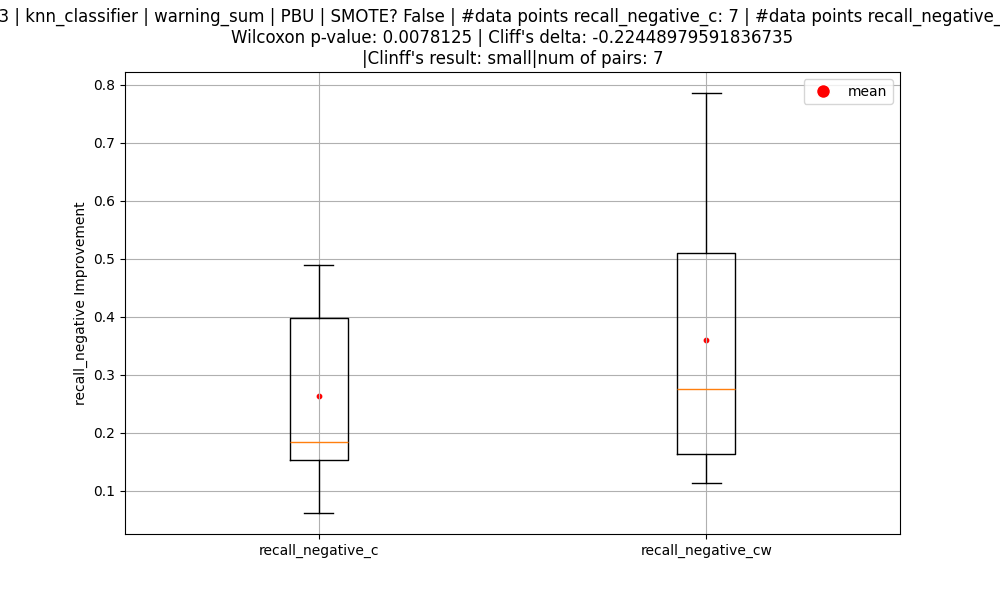 3 | knn_classifier | warning_sum | PBU | SMOTE? False | #data points recall_negative_c: 7 | #data points recall_negative_
Wilcoxon p-value: 0.0078125 | Cliff's delta: -0.22448979591836735
|Clinff's result: small|num of pairs: 7
mean
0.8
0.7
0.6
0.5
0.4
0.3
0.2
0.1
recall_negative Improvement
recall_negative_c
recall_negative_cw